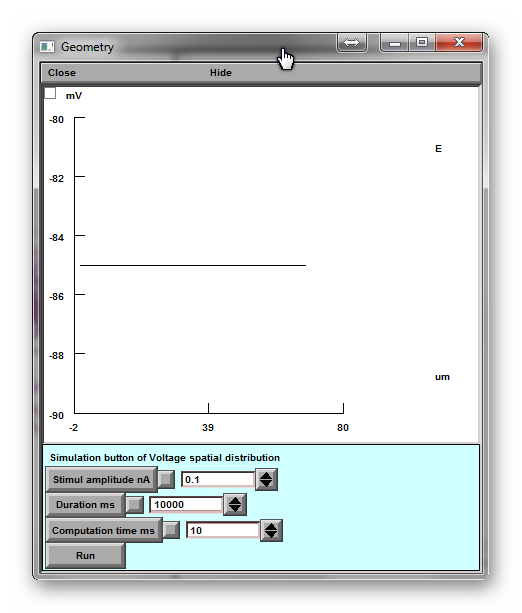 Geometry
Close Hide
mV
-80
E
-82
-84
-86
-88
um
-90
-2 39 80
Simulation button of Voltage spatial distribution
Stimul amplitude nA 0.1
Duration ms 10000
Computation time ms 10
Run